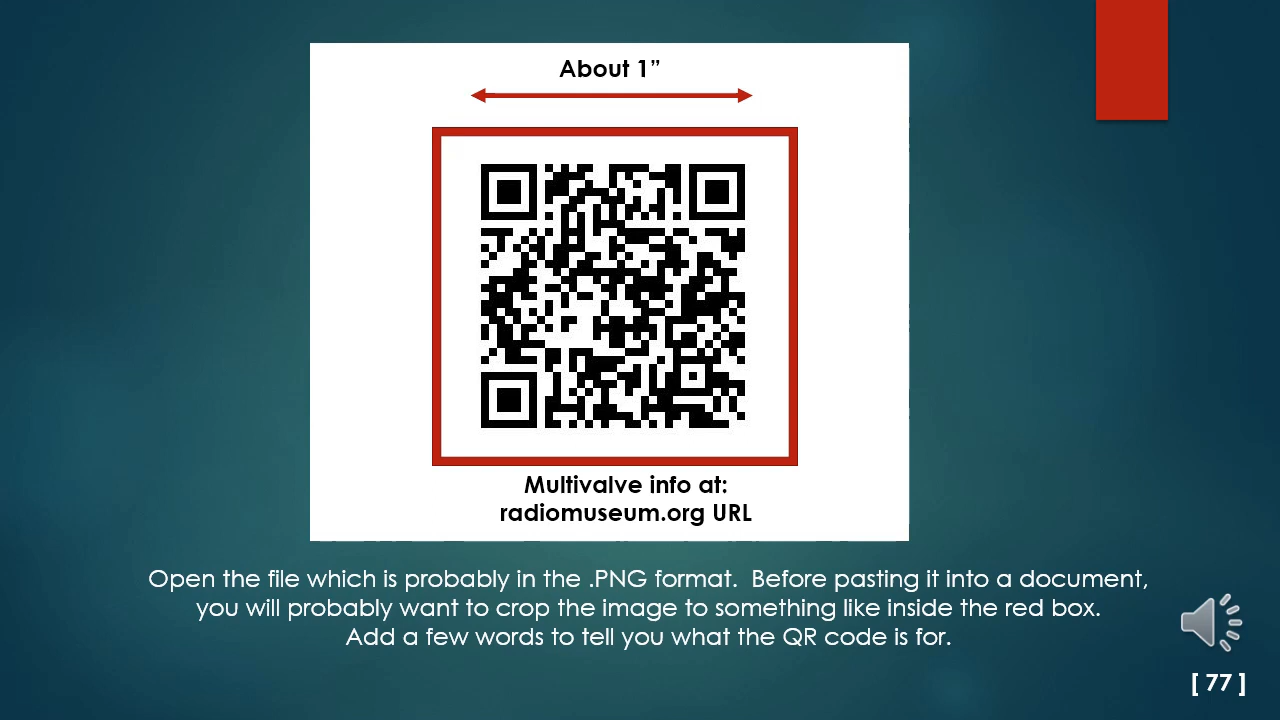 About 1”
Multivalve info at:
radiomuseum.org URL
Open the file which is probably in the .PNG format.  Before pasting it into a document,
you will probably want to crop the image to something like inside the red box.
Add a few words to tell you what the QR code is for.
[ 77 ]